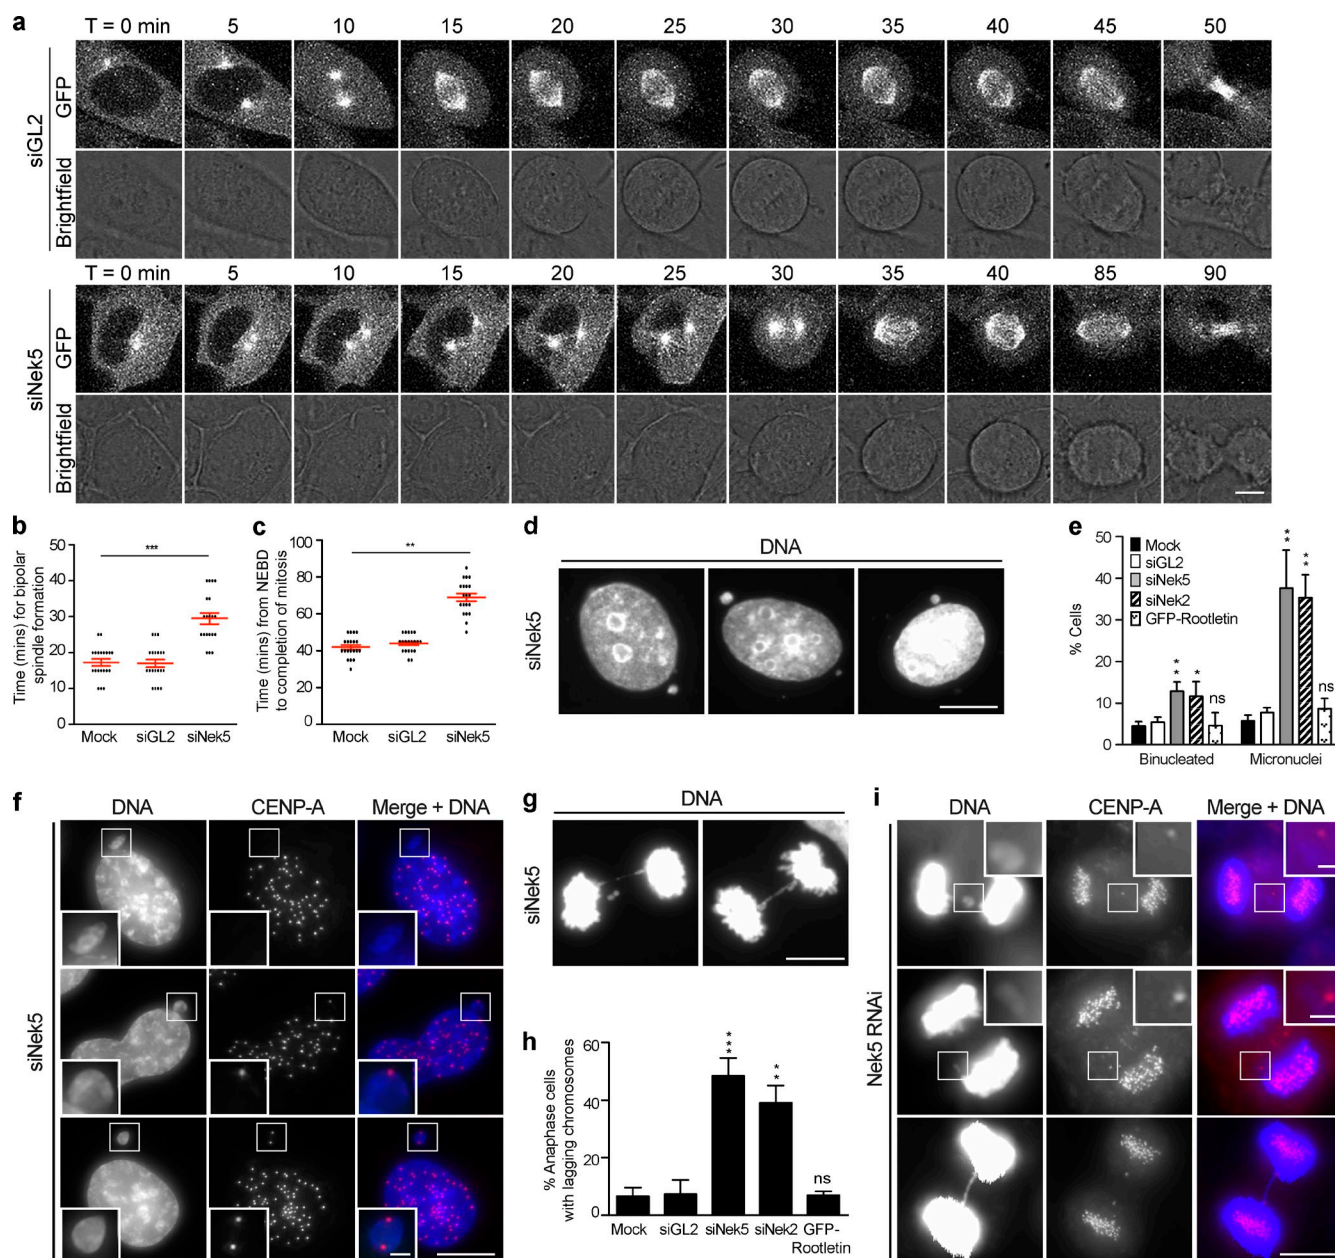 a
T = 0 min 5 10 15 20 25 30 35 40 45 50
siGL2
GFP
Brightfield
T = 0 min 5 10 15 20 25 30 35 40 85 90
siNek5
GFP
Brightfield
b
Time (mins) for bipolar
spindle formation
50
40
30
20
10
0
***
Mock siGL2 siNek5
c
Time (mins) from NEBD
to completion of mitosis
100
80
60
40
20
0
**
Mock siGL2 siNek5
d
DNA
siNek5
e
% Cells
50
40
30
20
10
0
Mock
siGL2
siNek5
siNek2
GFP-Rootletin
** * ns
** ** ns
Binucleated Micronuclei
f
DNA CENP-A Merge + DNA
siNek5
g
DNA
siNek5
h
% Anaphase cells
with lagging chromosomes
60
40
20
0
*** ** ns
Mock siGL2 siNek5 siNek2 GFP-
Rootletin
i
DNA CENP-A Merge + DNA
Nek5 RNAi